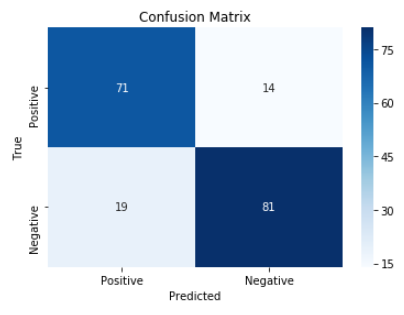 Confusion Matrix
True
Positive
71
14
Negative
19
81
Positive
Negative
Predicted
75
60
45
30
15